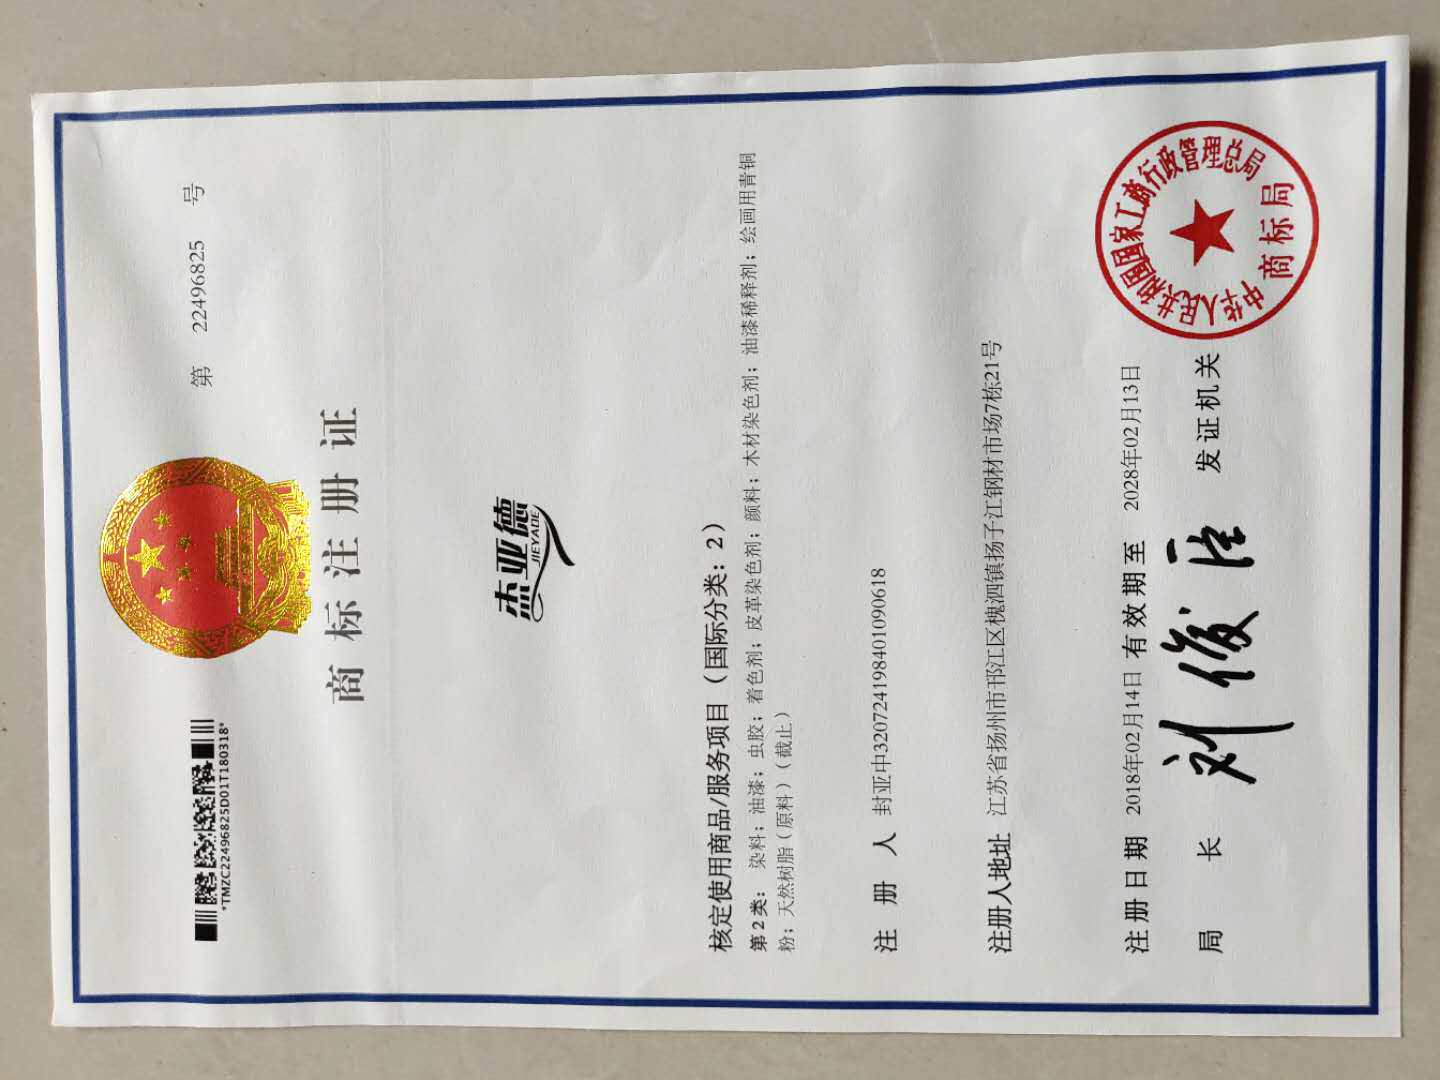 *TMZC22496825D01T180318*
第 22496825 号
商标注册证
杰亚德
JIEYADE
核定使用商品/服务项目（国际分类：2）
第2类：染料；油漆；虫胶；着色剂；皮革染色剂；颜料；木材染色剂；油漆稀释剂；绘画用青铜
粉；天然树脂（原料）（截止）
注册人 封亚中320724198401090618
注册人地址 江苏省扬州市邗江区槐泗镇扬子江钢材市场7栋21号
注册日期 2018年02月14日 有效期至 2028年02月13日
局长 刘俊臣 发证机关
中华人民共和国国家工商行政管理总局
商标局